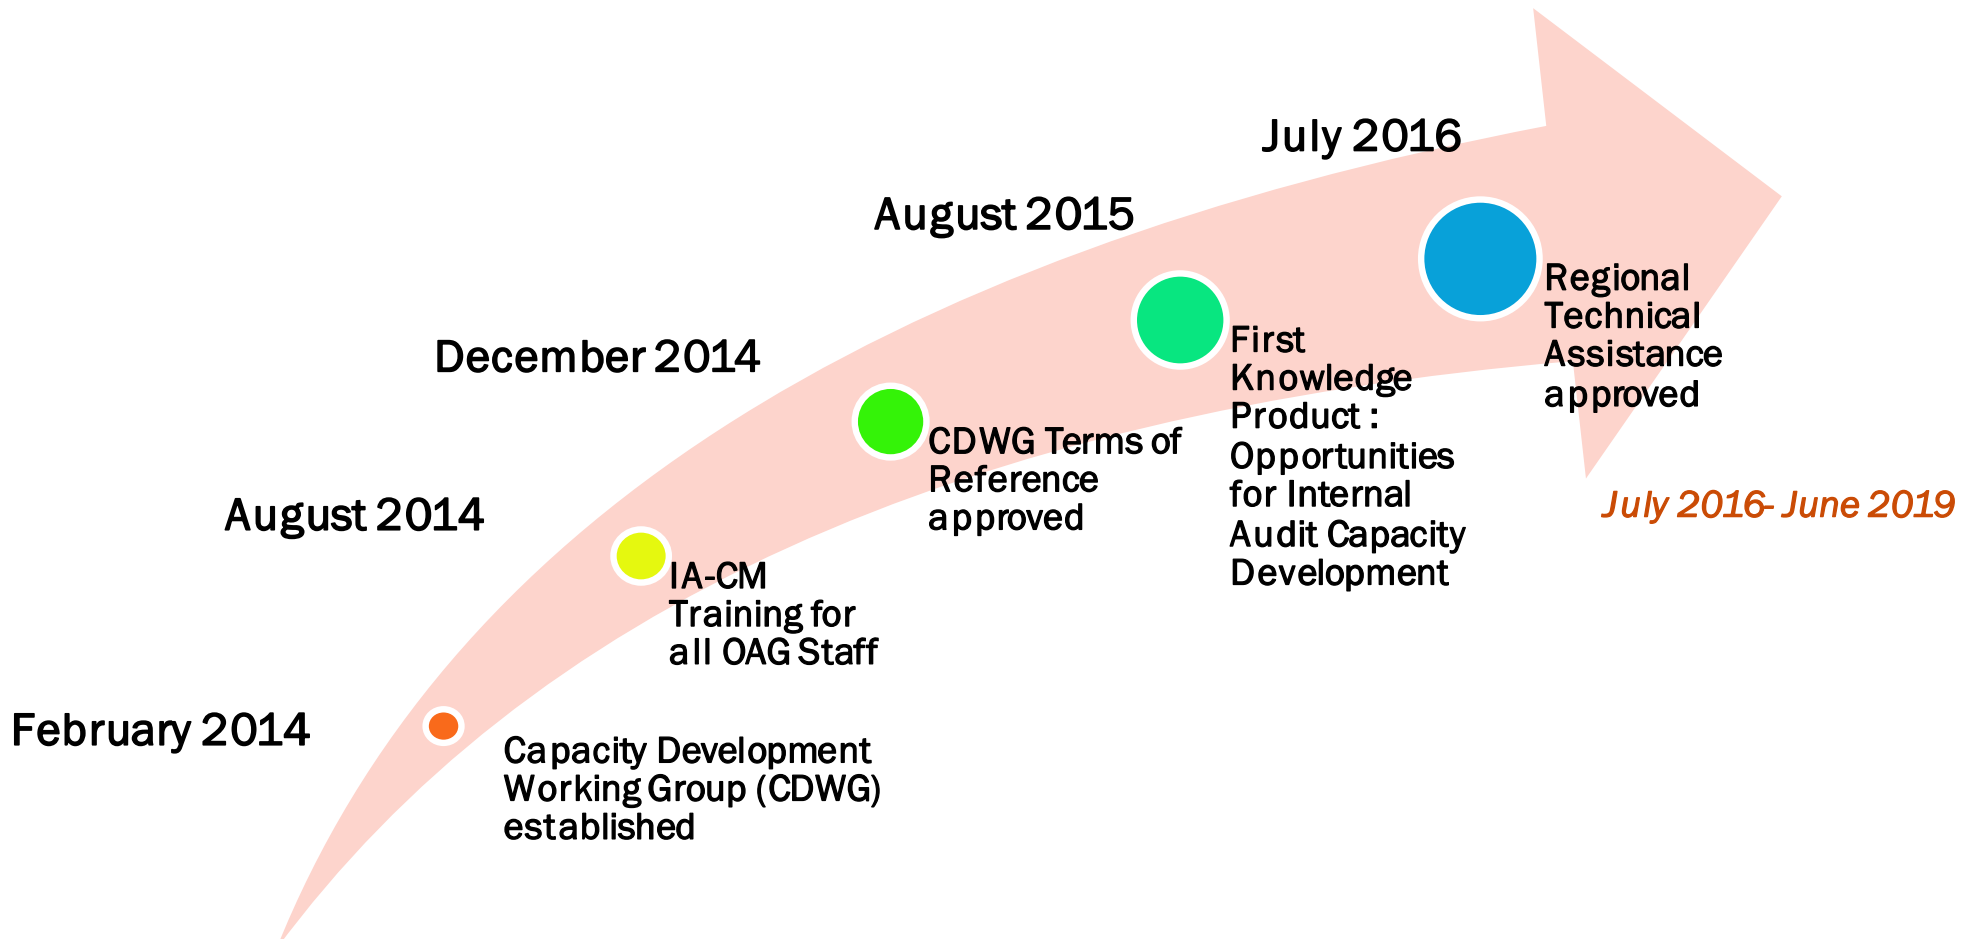 February 2014
Capacity Development
Working Group (CDWG)
established
August 2014
IA-CM
Training for
all OAG Staff
December 2014
CDWG Terms of
Reference
approved
August 2015
First
Knowledge
Product :
Opportunities
for Internal
Audit Capacity
Development
July 2016
Regional
Technical
Assistance
approved
July 2016- June 2019